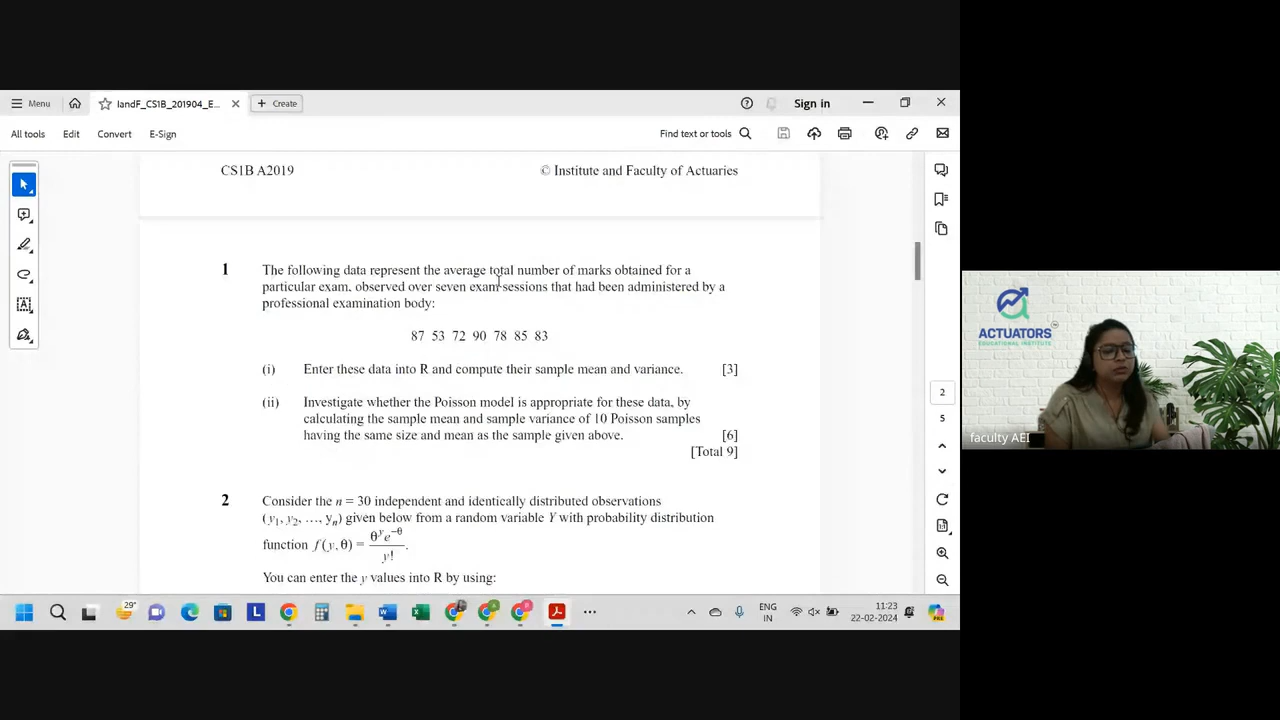 Menu
IandF_CS1B_201904_E...
Create
Sign in
All tools
Edit
Convert
E-Sign
Find text or tools
CS1B A2019
© Institute and Faculty of Actuaries
1
The following data represent the average total number of marks obtained for a
particular exam, observed over seven exam sessions that had been administered by a
professional examination body:
87 53 72 90 78 85 83
(i) Enter these data into R and compute their sample mean and variance. [3]
(ii) Investigate whether the Poisson model is appropriate for these data, by
calculating the sample mean and sample variance of 10 Poisson samples
having the same size and mean as the sample given above. [6]
[Total 9]
2
Consider the n = 30 independent and identically distributed observations
(y₁, y₂, …, yₙ) given below from a random variable Y with probability distribution
function f(y, θ) = θʸe⁻θ / y!.
You can enter the y values into R by using:
2
5
ACTUATORS
EDUCATIONAL INSTITUTE
faculty AEI
29°
ENG
IN
11:23
22-02-2024
PRE